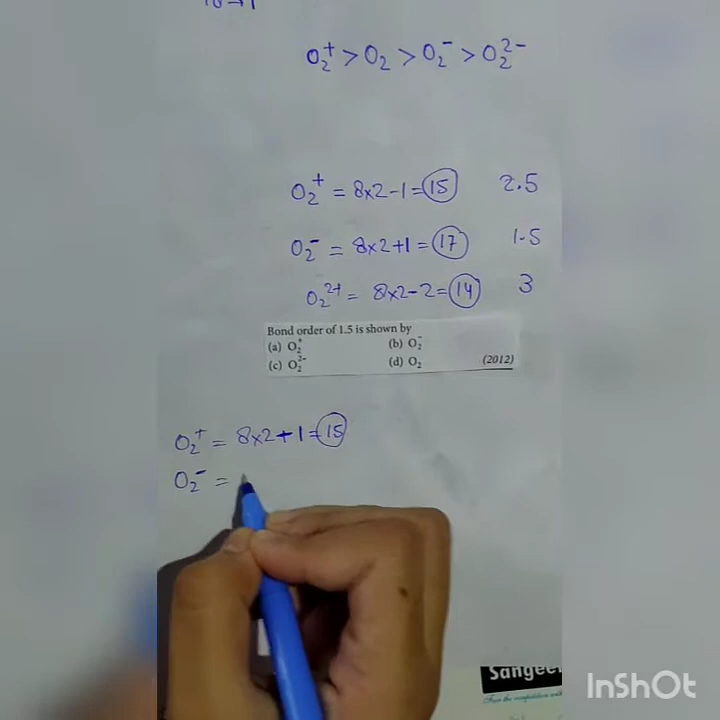 O₂⁺ > O₂ > O₂⁻ > O₂²⁻
O₂⁺ = 8x2-1=15 2.5
O₂⁻ = 8x2+1=17 1.5
O₂²⁺ = 8x2-2=14 3
Bond order of 1.5 is shown by
(a) O₂⁺ (b) O₂⁻
(c) O₂²⁻ (d) O₂ (2012)
O₂⁺ = 8x2+1=15
O₂⁻ =
InShOt